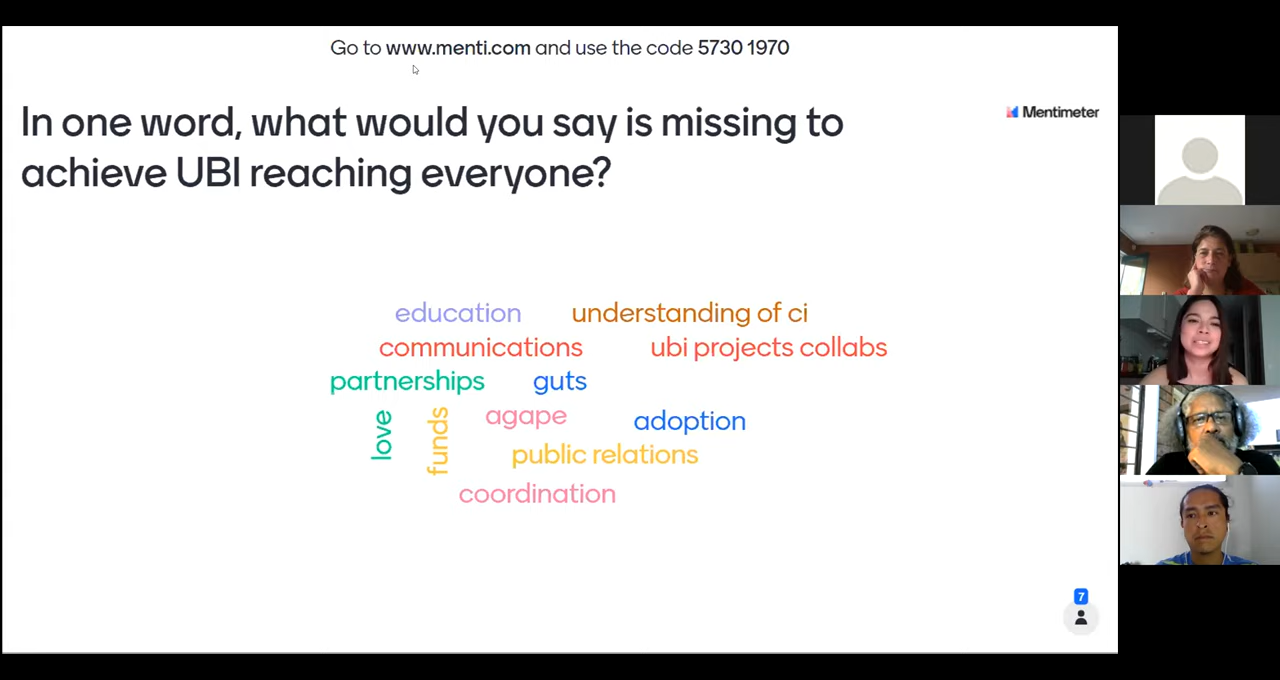 Go to www.menti.com and use the code 5730 1970
Mentimeter
In one word, what would you say is missing to
achieve UBI reaching everyone?
education understanding of ci
communications ubi projects collabs
partnerships guts
love funds agape adoption
public relations
coordination
7